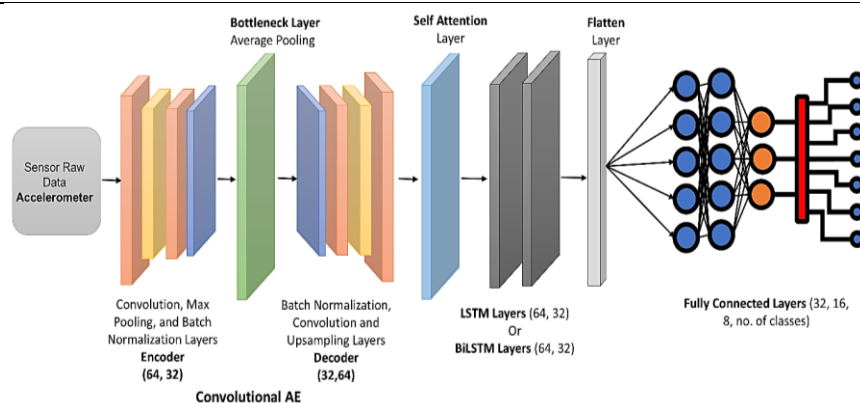 Bottleneck Layer
Average Pooling
Self Attention
Layer
Flatten
Layer
Sensor Raw
Data
Accelerometer
Convolution, Max
Pooling, and Batch
Normalization Layers
Encoder
(64, 32)
Batch Normalization,
Convolution and
Upsampling Layers
Decoder
(32,64)
Convolutional AE
LSTM Layers (64, 32)
Or
BiLSTM Layers (64, 32)
Fully Connected Layers (32, 16,
8, no. of classes)